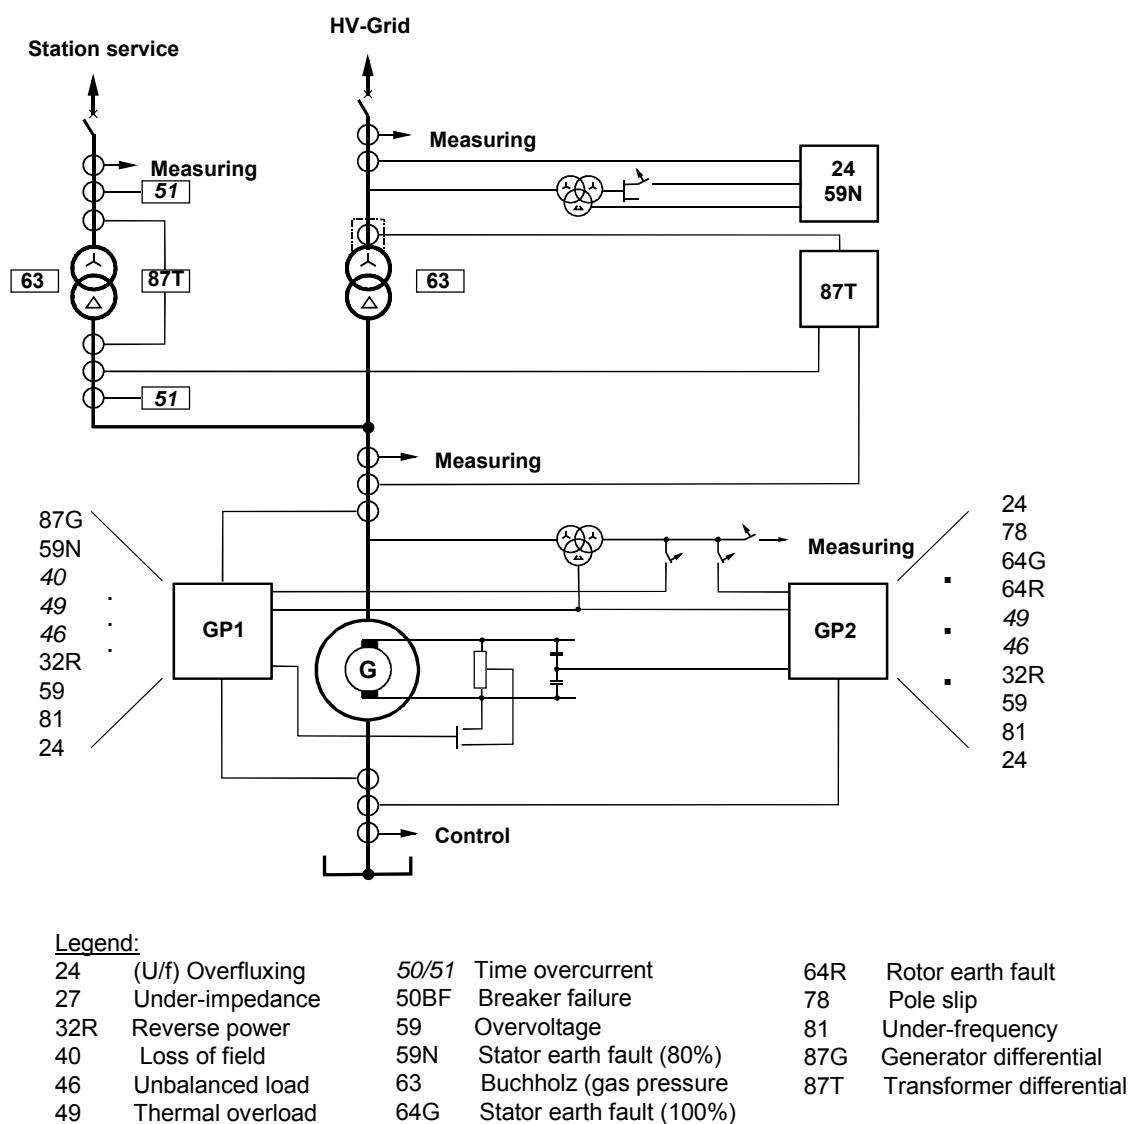 HV-Grid
Station service
Measuring
Measuring
51
24
59N
63
87T
63
87T
51
Measuring
87G
59N
40
49
46
32R
59
81
24
GP1
G
Measuring
GP2
24
78
64G
64R
49
46
32R
59
81
24
Control
Legend:
24 (U/f) Overfluxing
27 Under-impedance
32R Reverse power
40 Loss of field
46 Unbalanced load
49 Thermal overload
50/51 Time overcurrent
50BF Breaker failure
59 Overvoltage
59N Stator earth fault (80%)
63 Buchholz (gas pressure
64G Stator earth fault (100%)
64R Rotor earth fault
78 Pole slip
81 Under-frequency
87G Generator differential
87T Transformer differential